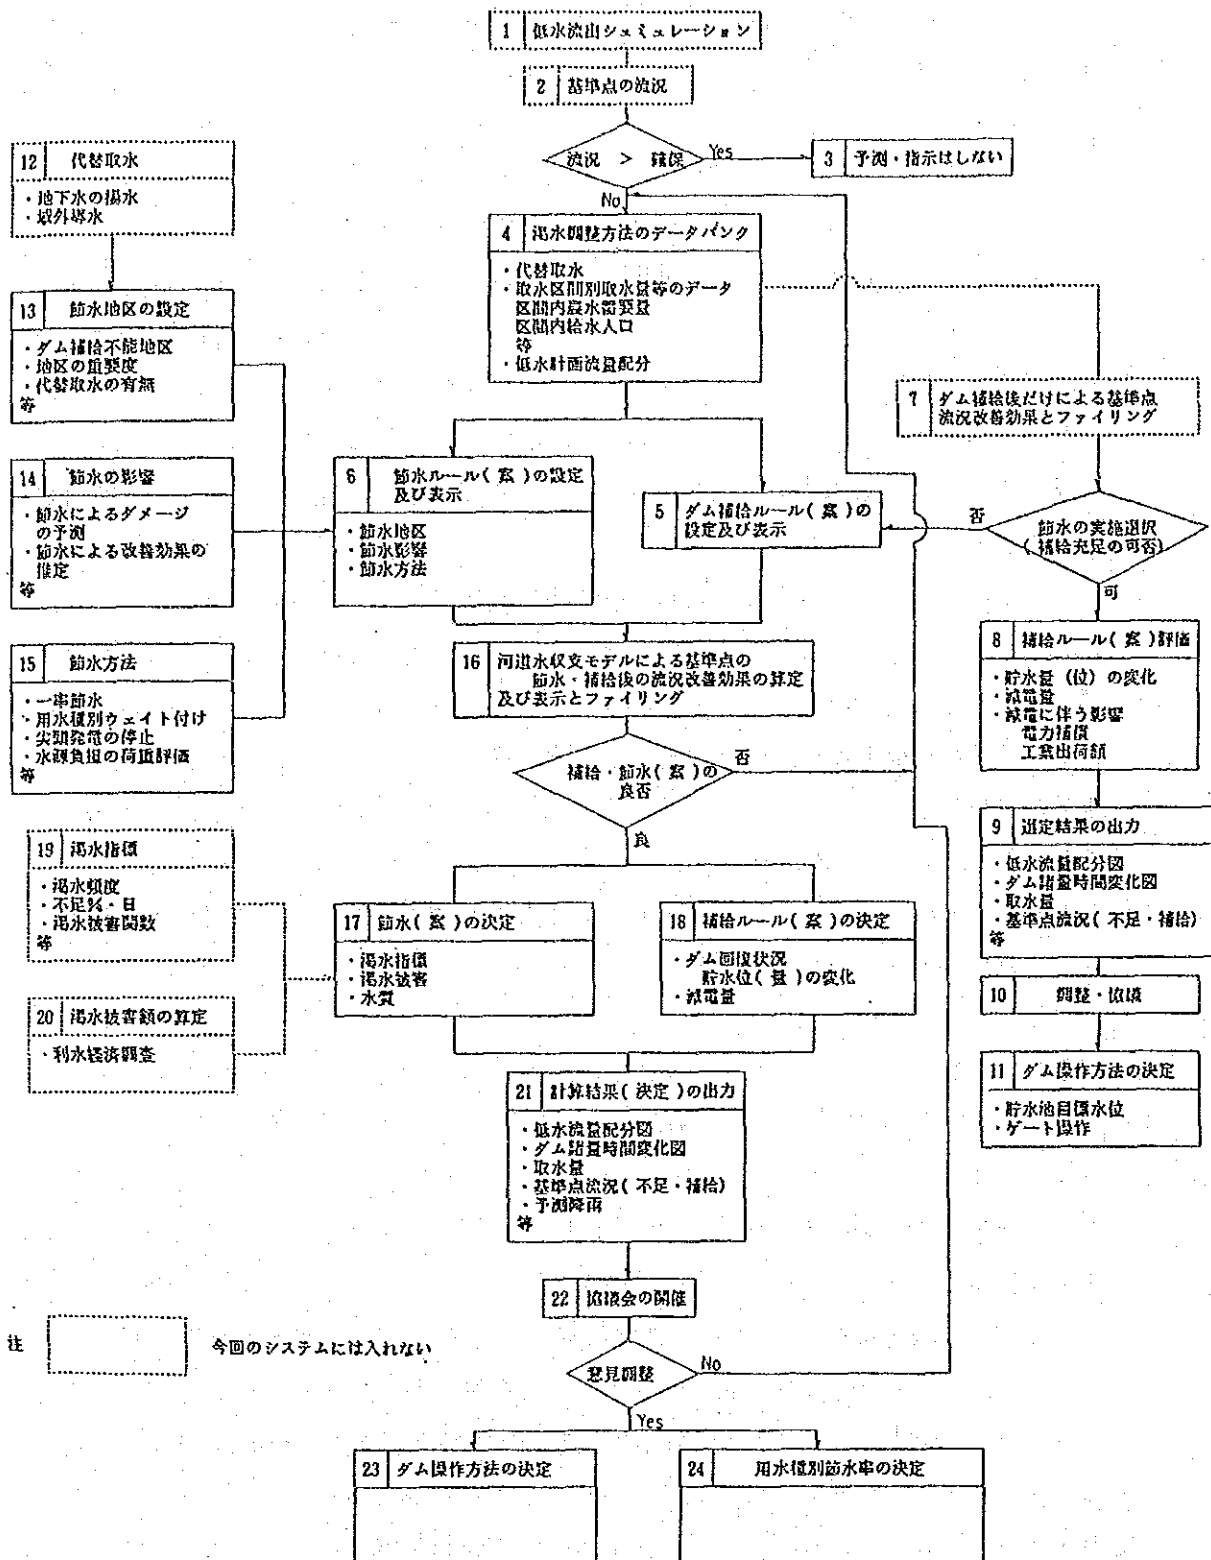 1 低水流出シュミレーション
2 基準点の流況
流況 > 確保
Yes
3 予測・指示はしない
No
12 代替取水
・地下水の揚水
・域外導水
4 渇水調整方法のデータバンク
・代替取水
・取水区間別取水量等のデータ
区間内農水需要量
区間内給水人口
等
・低水計画流量配分
13 節水地区の設定
・ダム補給不能地区
・地区の重要度
・代替取水の有無
等
7 ダム補給後だけによる基準点
流況改善効果とファイリング
14 節水の影響
・節水によるダメージ
の予測
・節水による改善効果の
推定
等
6 節水ルール(案)の設定
及び表示
・節水地区
・節水影響
・節水方法
5 ダム補給ルール(案)の
設定及び表示
否
節水の実施選択
(補給充足の可否)
可
15 節水方法
・一率節水
・用水種別ウェイト付け
・尖頭発電の停止
・水源負担の荷重評価
等
16 河道水収支モデルによる基準点の
節水・補給後の流況改善効果の算定
及び表示とファイリング
8 補給ルール(案)評価
・貯水量(位)の変化
・減電量
・減電に伴う影響
電力補償
工業出荷額
補給・節水(案)の
良否
否
良
9 選定結果の出力
・低水流量配分図
・ダム諸量時間変化図
・取水量
・基準点流況(不足・補給)
等
19 渇水指標
・渇水頻度
・不足%・日
・渇水被害関数
等
17 節水(案)の決定
・渇水指標
・渇水被害
・水質
18 補給ルール(案)の決定
・ダム回復状況
貯水位(量)の変化
・減電量
10 調整・協議
20 渇水被害額の算定
・利水経済調査
11 ダム操作方法の決定
・貯水池目標水位
・ゲート操作
21 計算結果(決定)の出力
・低水流量配分図
・ダム諸量時間変化図
・取水量
・基準点流況(不足・補給)
・予測降雨
等
22 協議会の開催
注 今回のシステムには入れない
意見調整
No
Yes
23 ダム操作方法の決定
24 用水種別節水率の決定